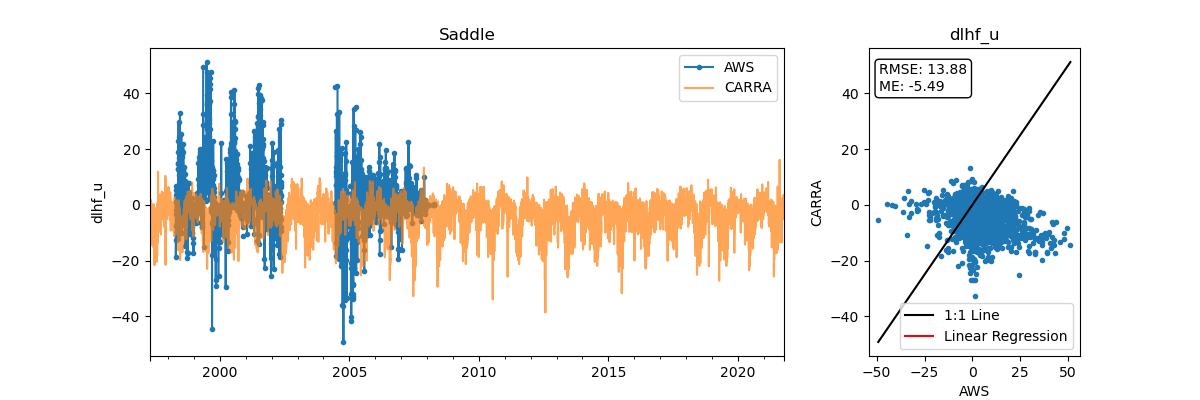 Saddle
dlhf_u
40
20
0
−20
−40
2000
2005
2010
2015
2020
AWS
CARRA
dlhf_u
RMSE: 13.88
ME: -5.49
CARRA
40
20
0
−20
−40
−50
−25
0
25
50
AWS
1:1 Line
Linear Regression